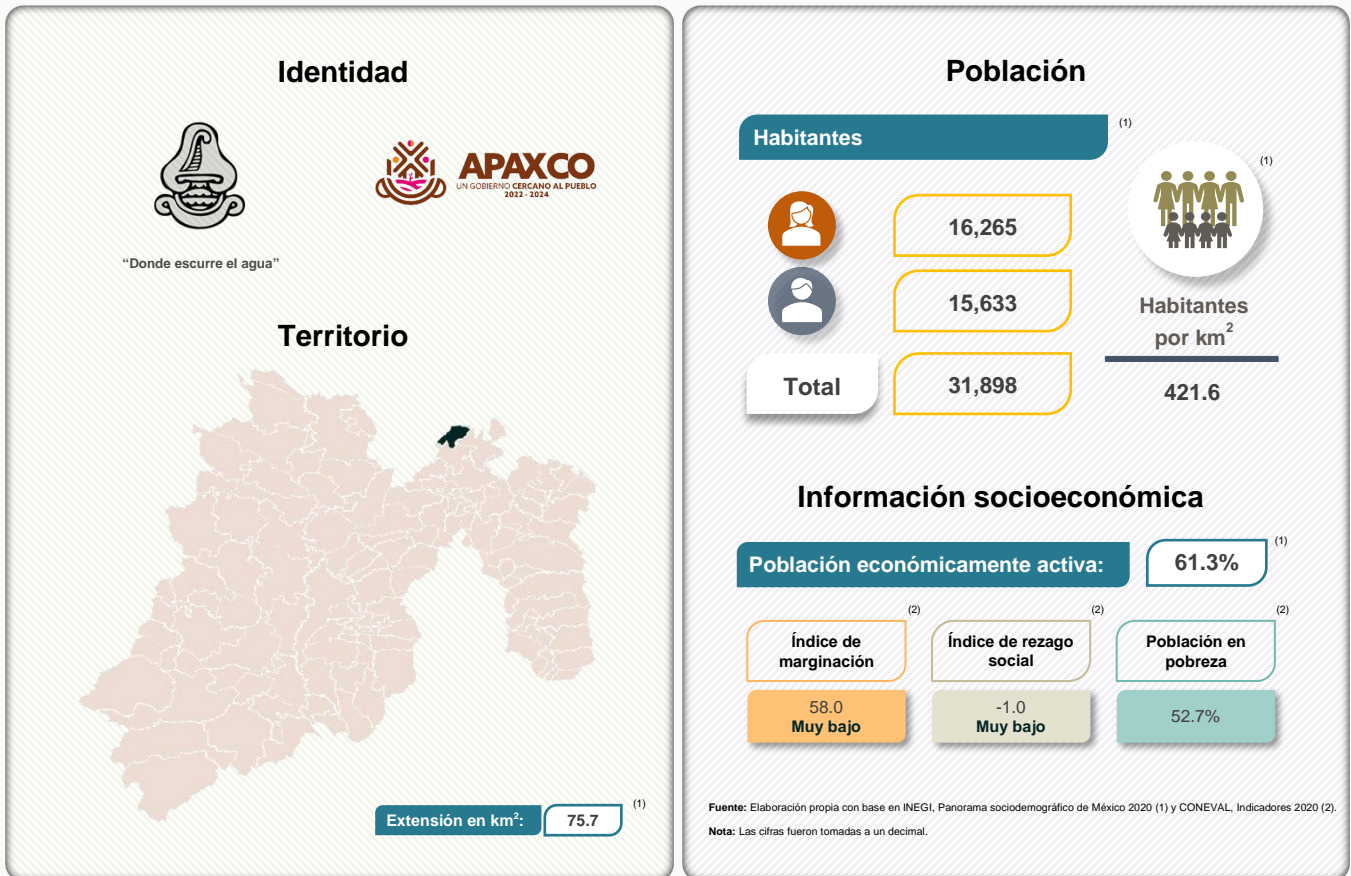 Identidad
APAXCO
UN GOBIERNO CERCANO AL PUEBLO
2022 - 2024
“Donde escurre el agua”
Territorio
Extensión en km²:
75.7
(1)
Población
Habitantes
(1)
(1)
16,265
15,633
Total
31,898
Habitantes
por km²
421.6
Información socioeconómica
Población económicamente activa:
61.3%
(1)
(2)
(2)
(2)
Índice de
marginación
58.0
Muy bajo
Índice de rezago
social
-1.0
Muy bajo
Población en
pobreza
52.7%
Fuente: Elaboración propia con base en INEGI, Panorama sociodemográfico de México 2020 (1) y CONEVAL, Indicadores 2020 (2).
Nota: Las cifras fueron tomadas a un decimal.